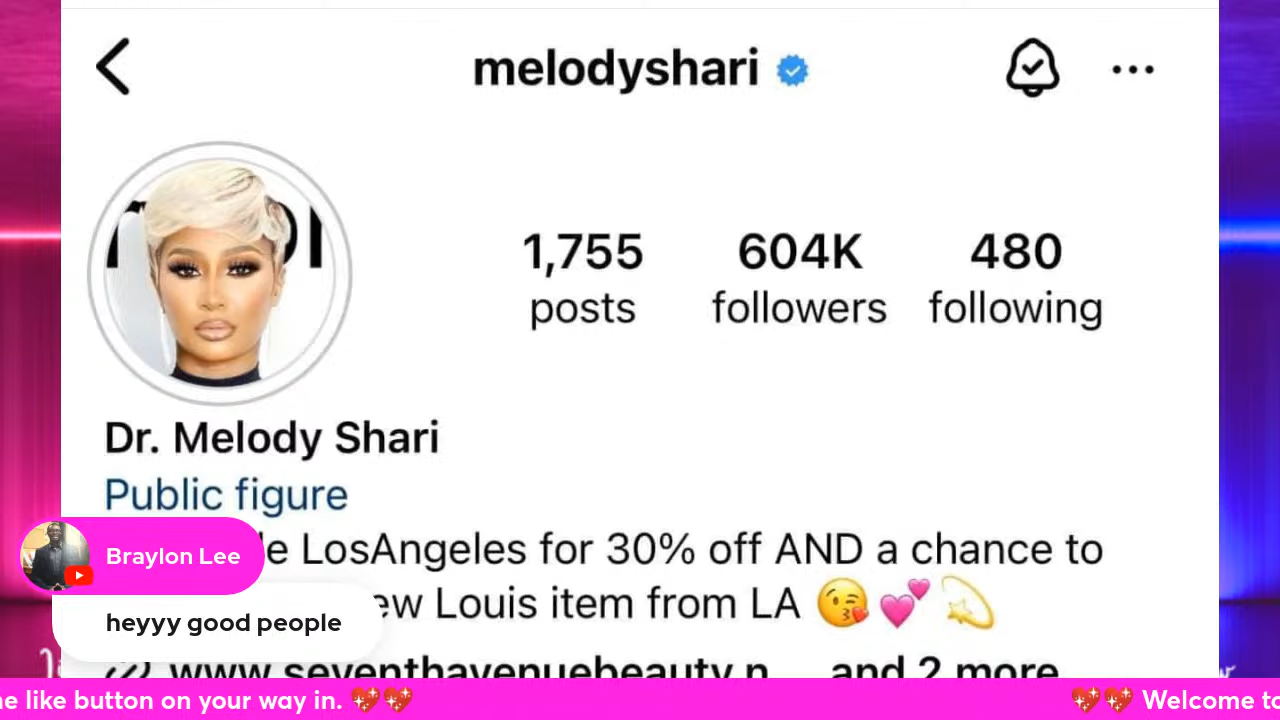 melodyshari
1,755 604K 480
posts followers following
Dr. Melody Shari
Public figure
LosAngeles for 30% off AND a chance to
Louis item from LA 😘 💕 💫
www.seventhavenuebeauty.n... and 2 more
Braylon Lee
heyyy good people
like button on your way in. 💖💖 💖💖 Welcome